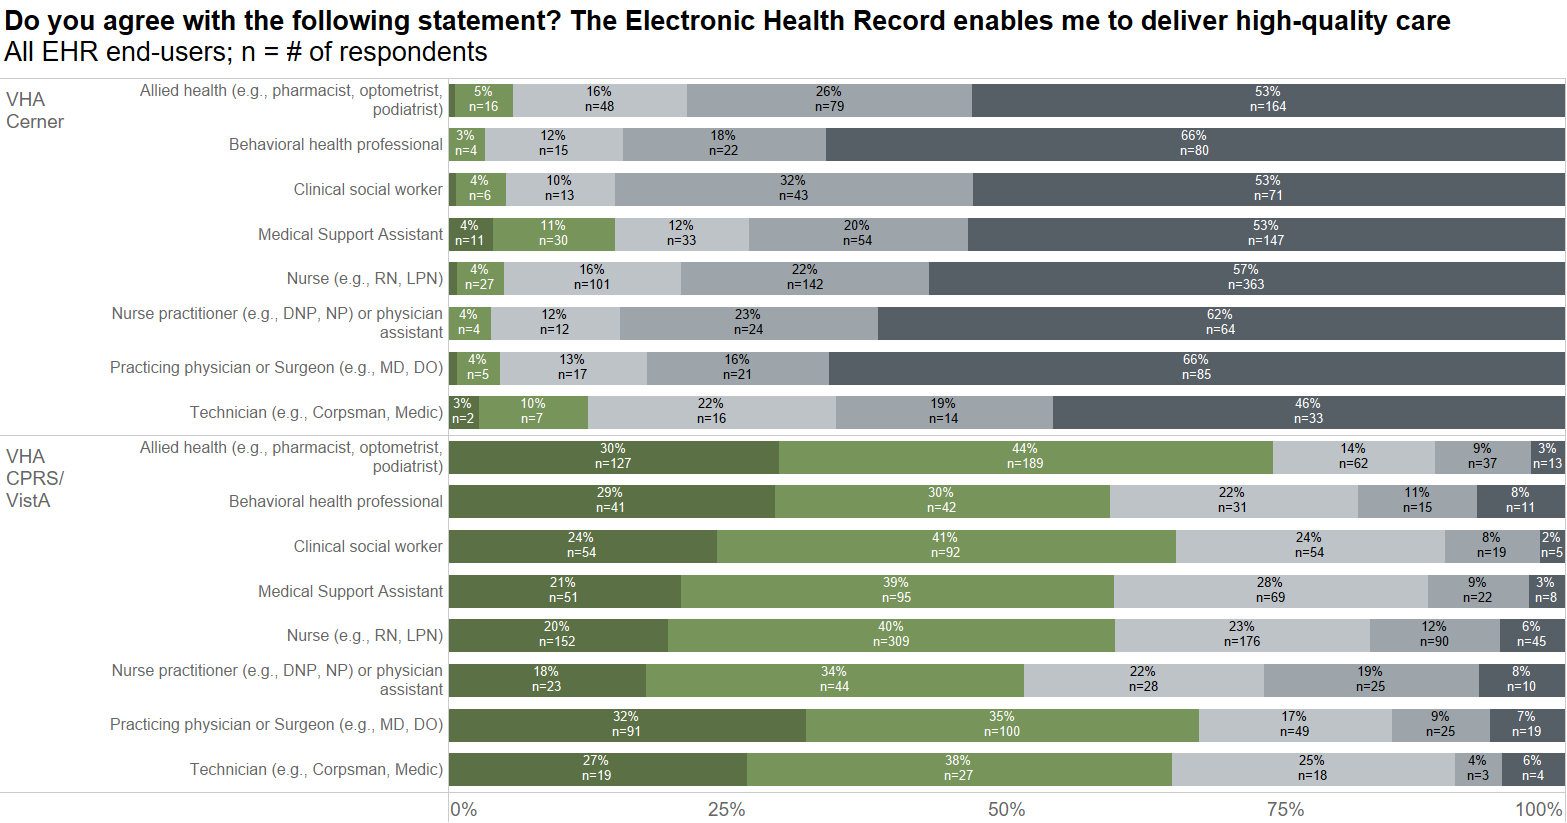 Do you agree with the following statement? The Electronic Health Record enables me to deliver high-quality care
All EHR end-users; n = # of respondents
VHA
Cerner
Allied health (e.g., pharmacist, optometrist,
podiatrist)
5% 16% 26% 53%
n=16 n=48 n=79 n=164
Behavioral health professional
3% 12% 18% 66%
n=4 n=15 n=22 n=80
Clinical social worker
4% 10% 32% 53%
n=6 n=13 n=43 n=71
Medical Support Assistant
4% 11% 12% 20% 53%
n=11 n=30 n=33 n=54 n=147
Nurse (e.g., RN, LPN)
4% 16% 22% 57%
n=27 n=101 n=142 n=363
Nurse practitioner (e.g., DNP, NP) or physician
assistant
4% 12% 23% 62%
n=4 n=12 n=24 n=64
Practicing physician or Surgeon (e.g., MD, DO)
4% 13% 16% 66%
n=5 n=17 n=21 n=85
Technician (e.g., Corpsman, Medic)
3% 10% 22% 19% 46%
n=2 n=7 n=16 n=14 n=33
VHA
CPRS/
VistA
Allied health (e.g., pharmacist, optometrist,
podiatrist)
30% 44% 14% 9% 3%
n=127 n=189 n=62 n=37 n=13
Behavioral health professional
29% 30% 22% 11% 8%
n=41 n=42 n=31 n=15 n=11
Clinical social worker
24% 41% 24% 8% 2%
n=54 n=92 n=54 n=19 n=5
Medical Support Assistant
21% 39% 28% 9% 3%
n=51 n=95 n=69 n=22 n=8
Nurse (e.g., RN, LPN)
20% 40% 23% 12% 6%
n=152 n=309 n=176 n=90 n=45
Nurse practitioner (e.g., DNP, NP) or physician
assistant
18% 34% 22% 19% 8%
n=23 n=44 n=28 n=25 n=10
Practicing physician or Surgeon (e.g., MD, DO)
32% 35% 17% 9% 7%
n=91 n=100 n=49 n=25 n=19
Technician (e.g., Corpsman, Medic)
27% 38% 25% 4% 6%
n=19 n=27 n=18 n=3 n=4
0% 25% 50% 75% 100%